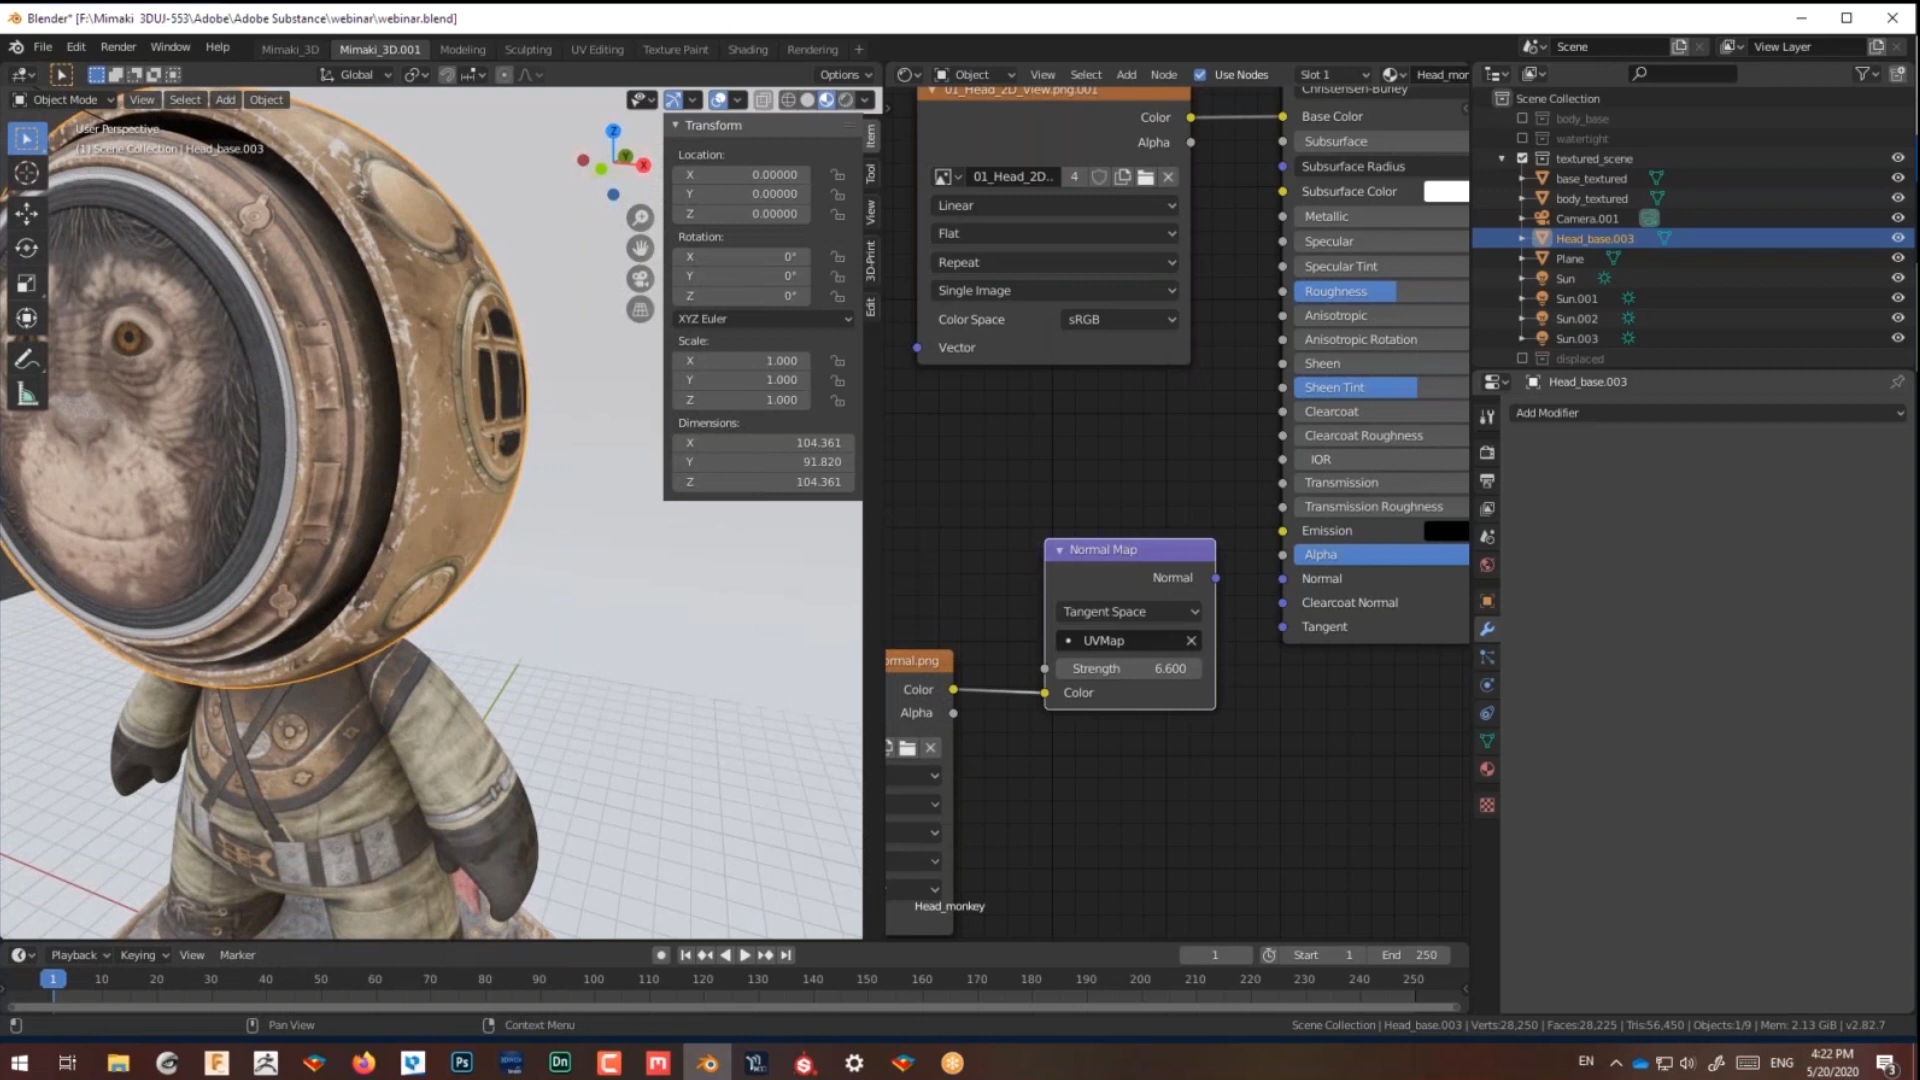 Blender* [F:\Mimaki 3DUJ-553\Adobe\Adobe Substance\webinar\webinar.blend]
File Edit Render Window Help Mimaki_3D Mimaki_3D.001 Modeling Sculpting UV Editing Texture Paint Shading Rendering + Scene View Layer
Global Options Object View Select Add Node Use Nodes Slot 1 Head_mor
Object Mode View Select Add Object
User Perspective
(1) Scene Collection | Head_base.003
Transform
Location:
X 0.00000
Y 0.00000
Z 0.00000
Rotation:
X 0°
Y 0°
Z 0°
XYZ Euler
Scale:
X 1.000
Y 1.000
Z 1.000
Dimensions:
X 104.361
Y 91.820
Z 104.361
Item
Tool
View
3D-Print
Edit
Z
Y
X
01_Head_2D_View.png.001
Color
Alpha
01_Head_2D.. 4
Linear
Flat
Repeat
Single Image
Color Space sRGB
Vector
Christensen-Burley
Base Color
Subsurface
Subsurface Radius
Subsurface Color
Metallic
Specular
Specular Tint
Roughness
Anisotropic
Anisotropic Rotation
Sheen
Sheen Tint
Clearcoat
Clearcoat Roughness
IOR
Transmission
Transmission Roughness
Emission
Alpha
Normal
Clearcoat Normal
Tangent
Normal Map
Normal
Tangent Space
UVMap
Strength 6.600
Color
ormal.png
Color
Alpha
Head_monkey
Scene Collection
body_base
watertight
textured_scene
base_textured
body_textured
Camera.001
Head_base.003
Plane
Sun
Sun.001
Sun.002
Sun.003
displaced
Head_base.003
Add Modifier
Playback Keying View Marker 1 Start 1 End 250
1 10 20 30 40 50 60 70 80 90 100 110 120 130 140 150 160 170 180 190 200 210 220 230 240 250
Pan View Context Menu Scene Collection | Head_base.003 | Verts:28,250 | Faces:28,225 | Tris:56,450 | Objects:1/9 | Mem: 2.13 GiB | v2.82.7
Ps Dn EN ENG
4:22 PM
5/20/2020
3